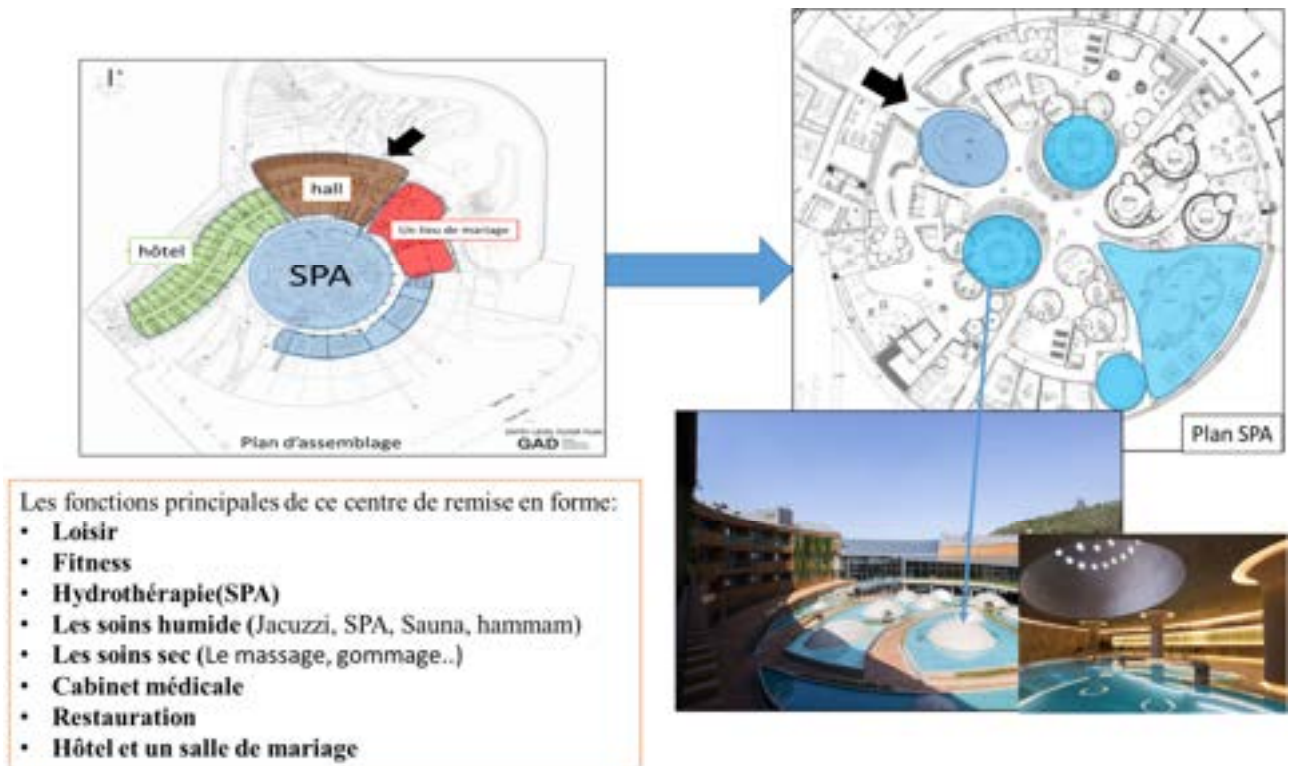 hall
Un lieu de mariage
hôtel
SPA
Plan d'assemblage
GAD
Plan SPA
Les fonctions principales de ce centre de remise en forme:
• Loisir
• Fitness
• Hydrothérapie(SPA)
• Les soins humide (Jacuzzi, SPA, Sauna, hammam)
• Les soins sec (Le massage, gommage..)
• Cabinet médicale
• Restauration
• Hôtel et un salle de mariage